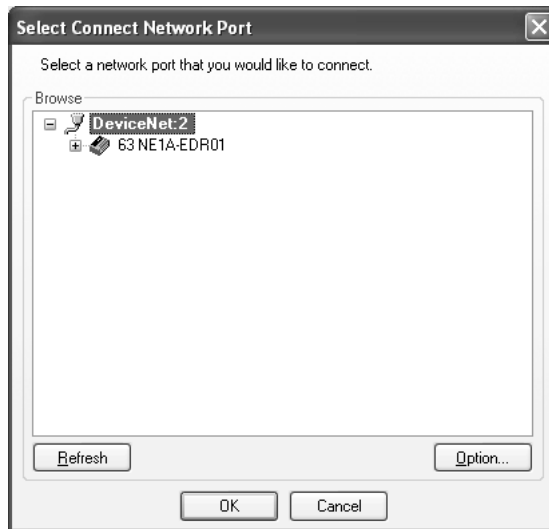 Select Connect Network Port
Select a network port that you would like to connect.
Browse
DeviceNet:2
63 NE1A-EDR01
Refresh
Option...
OK
Cancel